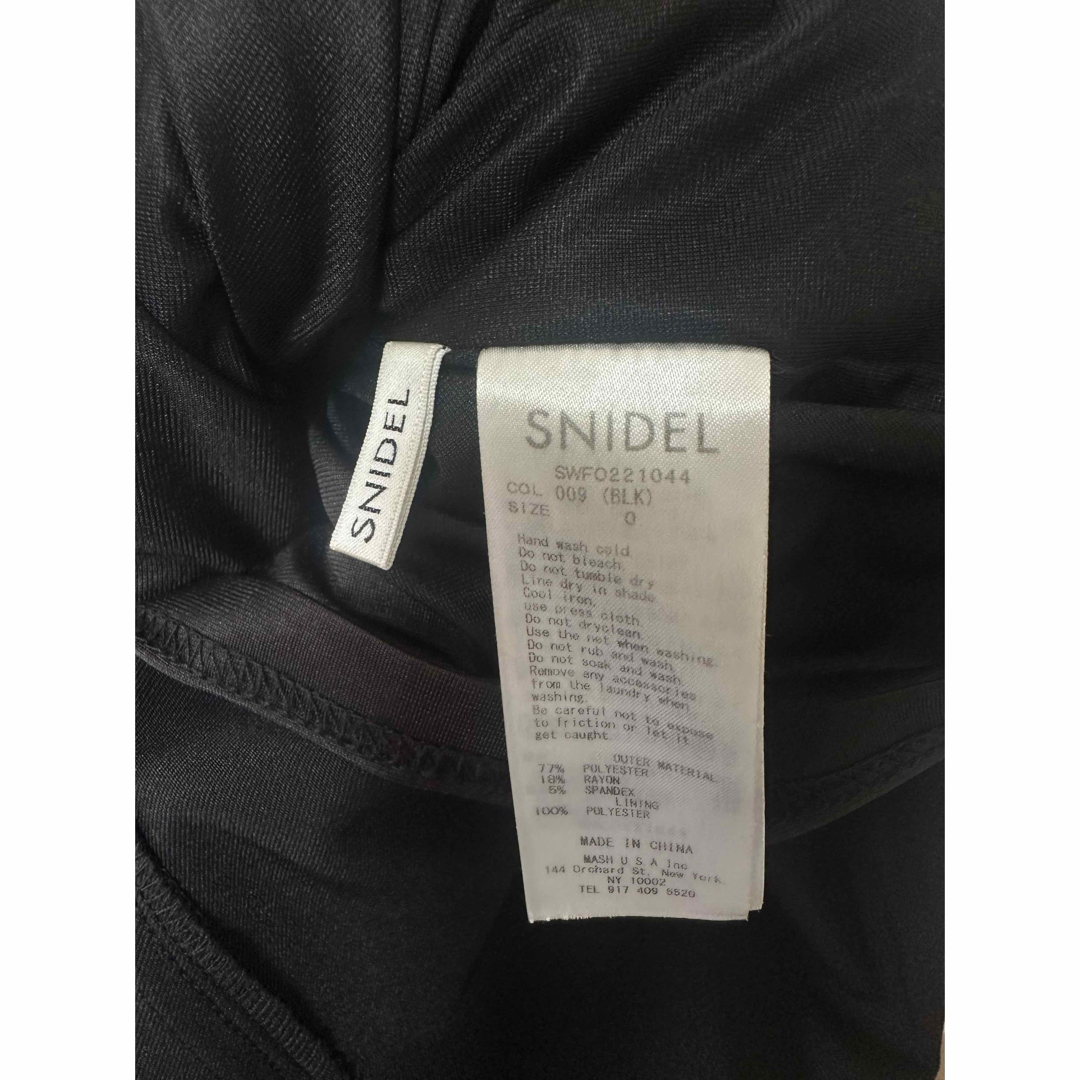 SNIDEL
SNIDEL
SWFO221044
COL 009 (BLK)
SIZE 0
Hand wash cold.
Do not bleach.
Do not tumble dry
Line dry in shade
Cool iron,
use press cloth.
Do not dryclean.
Use the net when washing.
Do not rub and wash.
Do not soak and wash
Remove any accessories
from the laundry when
washing.
Be careful not to expose
to friction or let it
get caught.
OUTER MATERIAL
77% POLYESTER
18% RAYON
5% SPANDEX
LINING
100% POLYESTER
MADE IN CHINA
MASH U S A Inc
144 Orchard St. New York.
NY 10002
TEL 917 409 5520